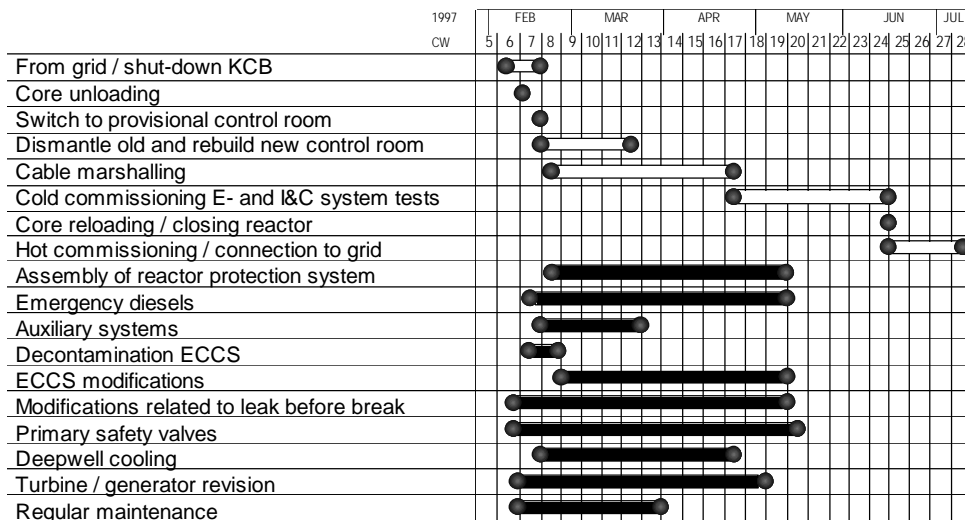 1997 FEB MAR APR MAY JUN JUL
CW 5 6 7 8 9 10 11 12 13 14 15 16 17 18 19 20 21 22 23 24 25 26 27 28
From grid / shut-down KCB
Core unloading
Switch to provisional control room
Dismantle old and rebuild new control room
Cable marshalling
Cold commissioning E- and I&C system tests
Core reloading / closing reactor
Hot commissioning / connection to grid
Assembly of reactor protection system
Emergency diesels
Auxiliary systems
Decontamination ECCS
ECCS modifications
Modifications related to leak before break
Primary safety valves
Deepwell cooling
Turbine / generator revision
Regular maintenance